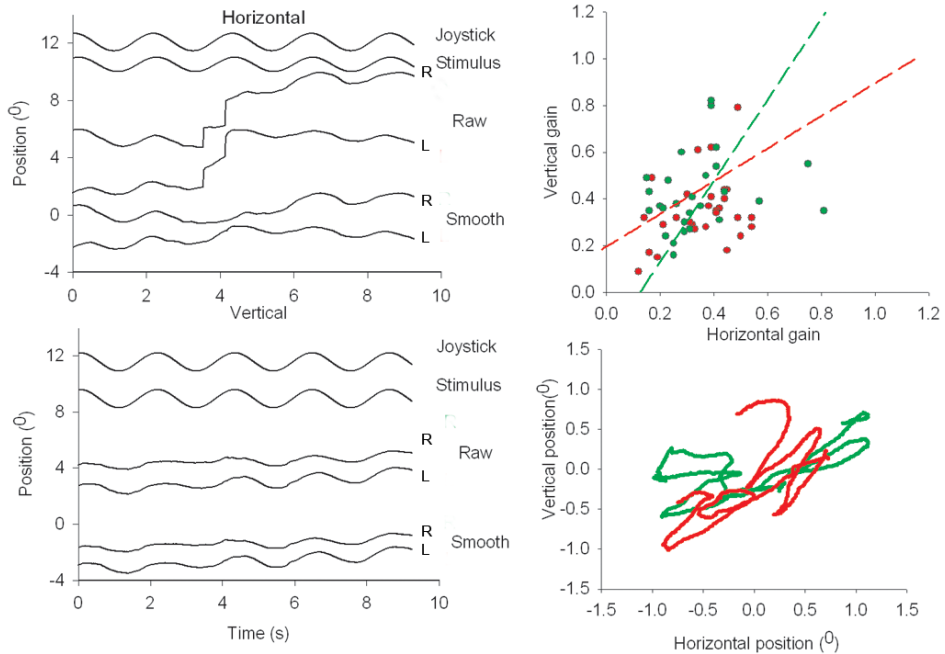 Horizontal
Position (⁰)
12
8
4
0
-4
0 2 4 6 8 10
Joystick
Stimulus
R
Raw
L
R
Smooth
L
Vertical
Position (⁰)
12
8
4
0
-4
0 2 4 6 8 10
Time (s)
Joystick
Stimulus
R
Raw
L
R
Smooth
L
Vertical gain
1.2
1.0
0.8
0.6
0.4
0.2
0.0
0.0 0.2 0.4 0.6 0.8 1.0 1.2
Horizontal gain
Vertical position(⁰)
1.5
1.0
0.5
0.0
-0.5
-1.0
-1.5
-1.5 -1.0 -0.5 0.0 0.5 1.0 1.5
Horizontal position (⁰)